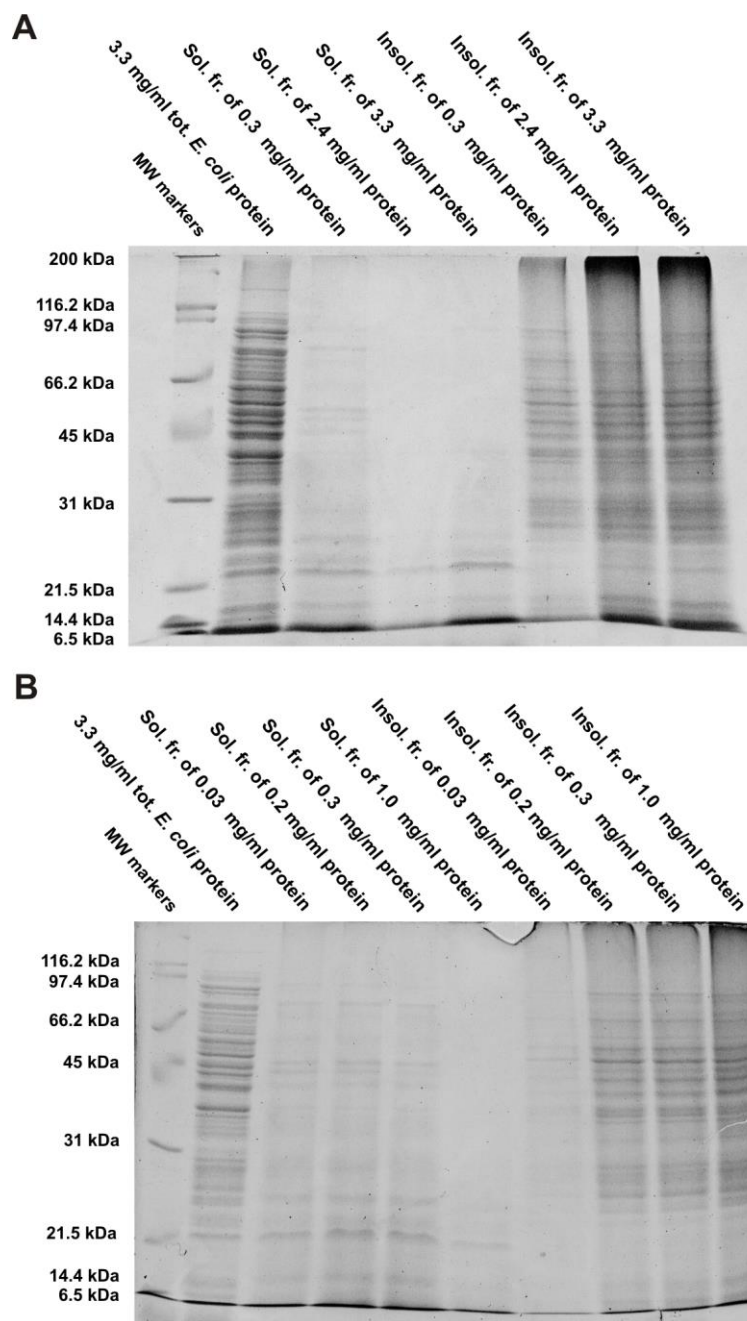 A
MW markers
3.3 mg/ml tot. E. coli protein
Sol. fr. of 0.3 mg/ml protein
Sol. fr. of 2.4 mg/ml protein
Sol. fr. of 3.3 mg/ml protein
Insol. fr. of 0.3 mg/ml protein
Insol. fr. of 2.4 mg/ml protein
Insol. fr. of 3.3 mg/ml protein
200 kDa
116.2 kDa
97.4 kDa
66.2 kDa
45 kDa
31 kDa
21.5 kDa
14.4 kDa
6.5 kDa
B
MW markers
3.3 mg/ml tot. E. coli protein
Sol. fr. of 0.03 mg/ml protein
Sol. fr. of 0.2 mg/ml protein
Sol. fr. of 0.3 mg/ml protein
Sol. fr. of 1.0 mg/ml protein
Insol. fr. of 0.03 mg/ml protein
Insol. fr. of 0.2 mg/ml protein
Insol. fr. of 0.3 mg/ml protein
Insol. fr. of 1.0 mg/ml protein
116.2 kDa
97.4 kDa
66.2 kDa
45 kDa
31 kDa
21.5 kDa
14.4 kDa
6.5 kDa